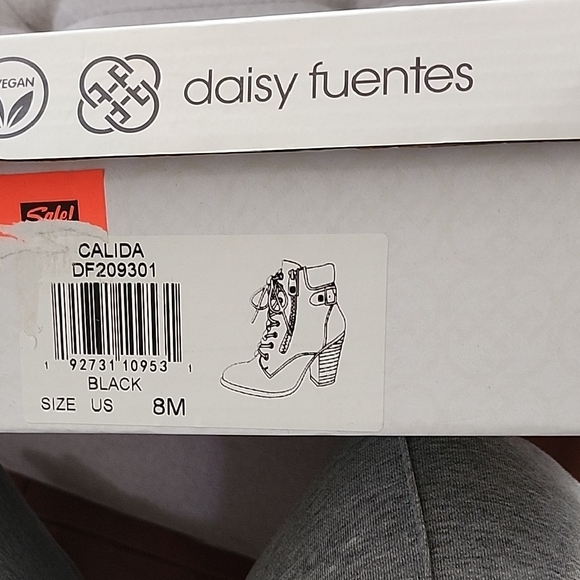 VEGAN
daisy fuentes
Sale!
CALIDA
DF209301
1 92731 10953 1
BLACK
SIZE US 8M